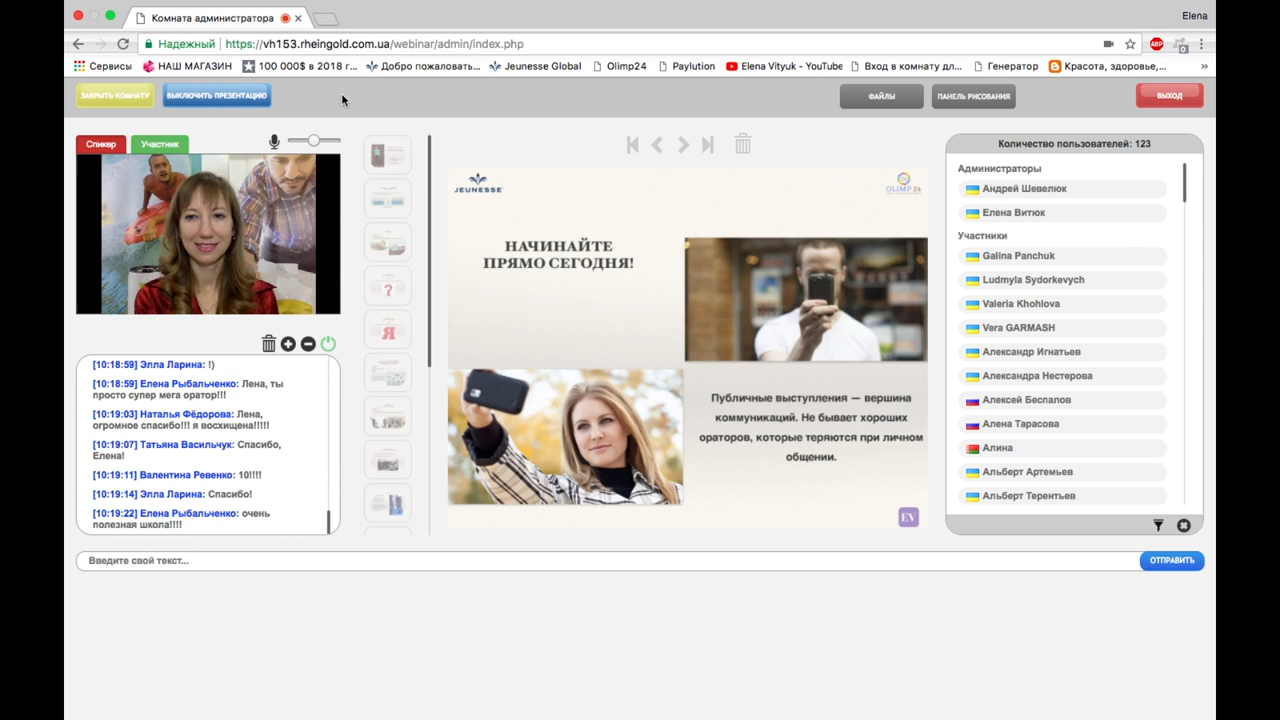 Комната администратора
Elena
Надежный
https://vh153.rheingold.com.ua/webinar/admin/index.php
ABP
0
Сервисы
НАШ МАГАЗИН
100 000$ в 2018 г...
Добро пожаловать...
Jeunesse Global
Olimp24
Paylution
Elena Vityuk - YouTube
Вход в комнату дл...
Генератор
Красота, здоровье,...
»
ЗАКРЫТЬ КОМНАТУ
ВЫКЛЮЧИТЬ ПРЕЗЕНТАЦИЮ
ФАЙЛЫ
ПАНЕЛЬ РИСОВАНИЯ
ВЫХОД
Спикер
Участник
[10:18:59] Элла Ларина: !)
[10:18:59] Елена Рыбальченко: Лена, ты
просто супер мега оратор!!!
[10:19:03] Наталья Фёдорова: Лена,
огромное спасибо!!! я восхищена!!!!!
[10:19:07] Татьяна Васильчук: Спасибо,
Елена!
[10:19:11] Валентина Ревенко: 10!!!!
[10:19:14] Элла Ларина: Спасибо!
[10:19:22] Елена Рыбальченко: очень
полезная школа!!!!
?
Я
JEUNESSE
OLIMP 24
НАЧИНАЙТЕ
ПРЯМО СЕГОДНЯ!
Публичные выступления — вершина
коммуникаций. Не бывает хороших
ораторов, которые теряются при личном
общении.
EV
Количество пользователей: 123
Администраторы
Андрей Шевелюк
Елена Витюк
Участники
Galina Panchuk
Ludmyla Sydorkevych
Valeria Khohlova
Vera GARMASH
Александр Игнатьев
Александра Нестерова
Алексей Беспалов
Алена Тарасова
Алина
Альберт Артемьев
Альберт Терентьев
Введите свой текст...
ОТПРАВИТЬ